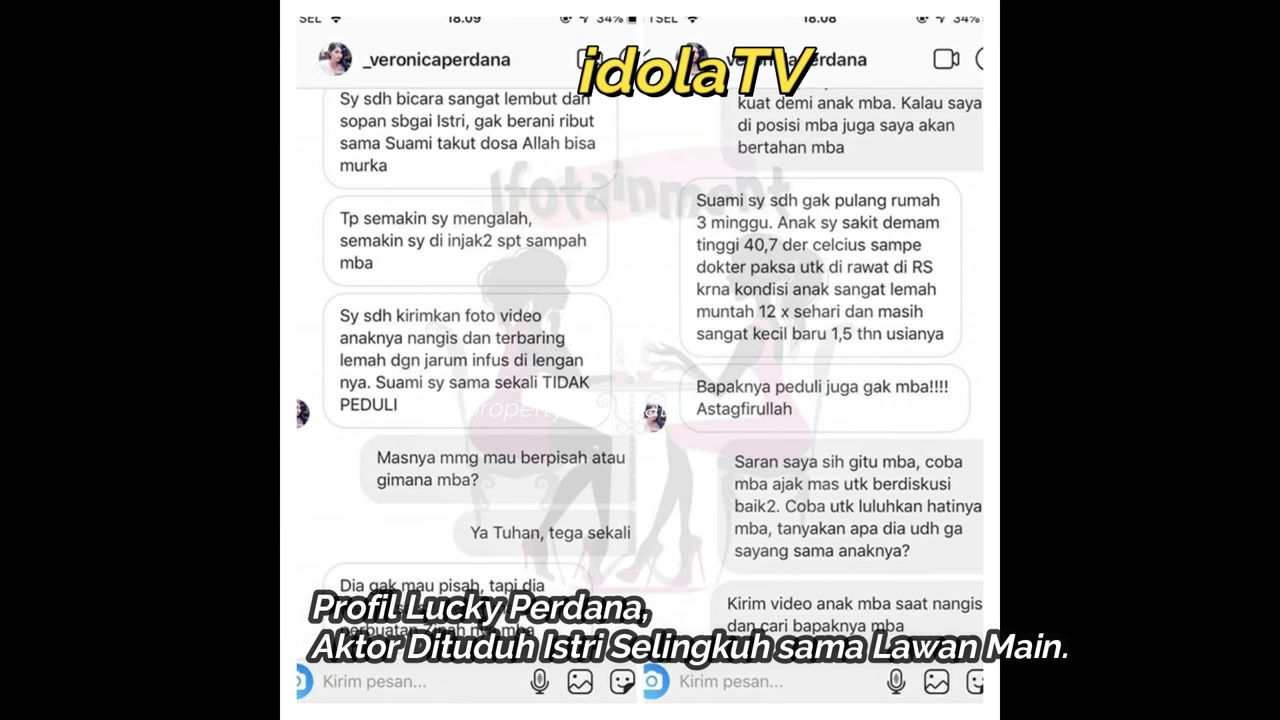 SEL
18.09
34%
_veronicaperdana
Sy sdh bicara sangat lembut dan
sopan sbgai Istri, gak berani ribut
sama Suami takut dosa Allah bisa
murka
Tp semakin sy mengalah,
semakin sy di injak2 spt sampah
mba
Sy sdh kirimkan foto video
anaknya nangis dan terbaring
lemah dgn jarum infus di lengan
nya. Suami sy sama sekali TIDAK
PEDULI
Masnya mmg mau berpisah atau
gimana mba?
Ya Tuhan, tega sekali
Dia gak mau pisah, tapi dia
Kirim pesan...
TSEL
18.08
34%
idolaTV
kuat demi anak mba. Kalau saya
di posisi mba juga saya akan
bertahan mba
Ifotainment
Suami sy sdh gak pulang rumah
3 minggu. Anak sy sakit demam
tinggi 40,7 der celcius sampe
dokter paksa utk di rawat di RS
krna kondisi anak sangat lemah
muntah 12 x sehari dan masih
sangat kecil baru 1,5 thn usianya
Bapaknya peduli juga gak mba!!!!
Astagfirullah
Saran saya sih gitu mba, coba
mba ajak mas utk berdiskusi
baik2. Coba utk luluhkan hatinya
mba, tanyakan apa dia udh ga
sayang sama anaknya?
Kirim video anak mba saat nangis
dan cari bapaknya mba
Kirim pesan...
Profil Lucky Perdana,
Aktor Dituduh Istri Selingkuh sama Lawan Main.